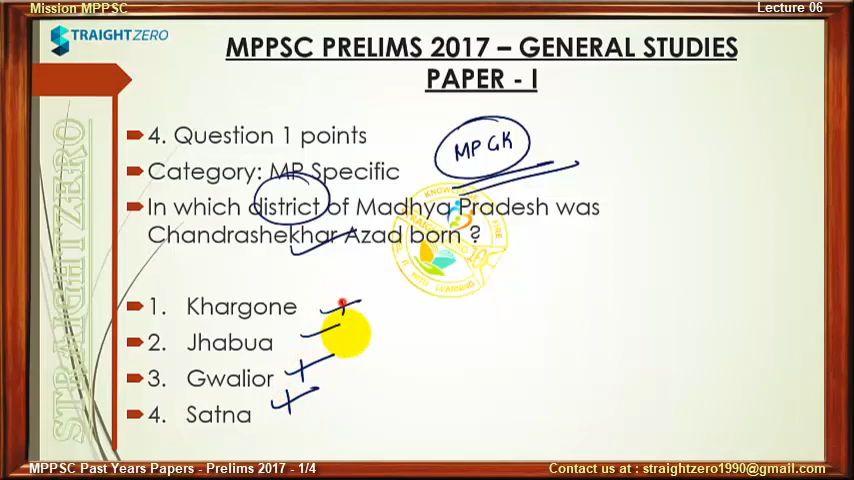 Mission MPPSC
Lecture 06
STRAIGHTZERO
MPPSC PRELIMS 2017 – GENERAL STUDIES
PAPER - I
4. Question 1 points
MP GK
Category: MP Specific
In which district of Madhya Pradesh was
Chandrashekhar Azad born ?
1. Khargone
2. Jhabua
3. Gwalior
4. Satna
STRAIGHTZERO
MPPSC Past Years Papers - Prelims 2017 - 1/4
Contact us at : straightzero1990@gmail.com